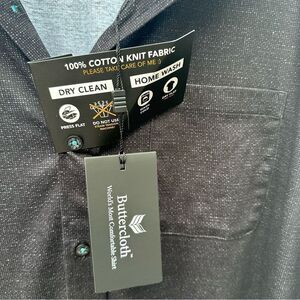 100% COTTON KNIT FABRIC
PLEASE TAKE CARE OF ME :)
DRY CLEAN
HOME WASH
PRESS FLAT
DO NOT USE
Buttercloth™
World's Most Comfortable Shirt